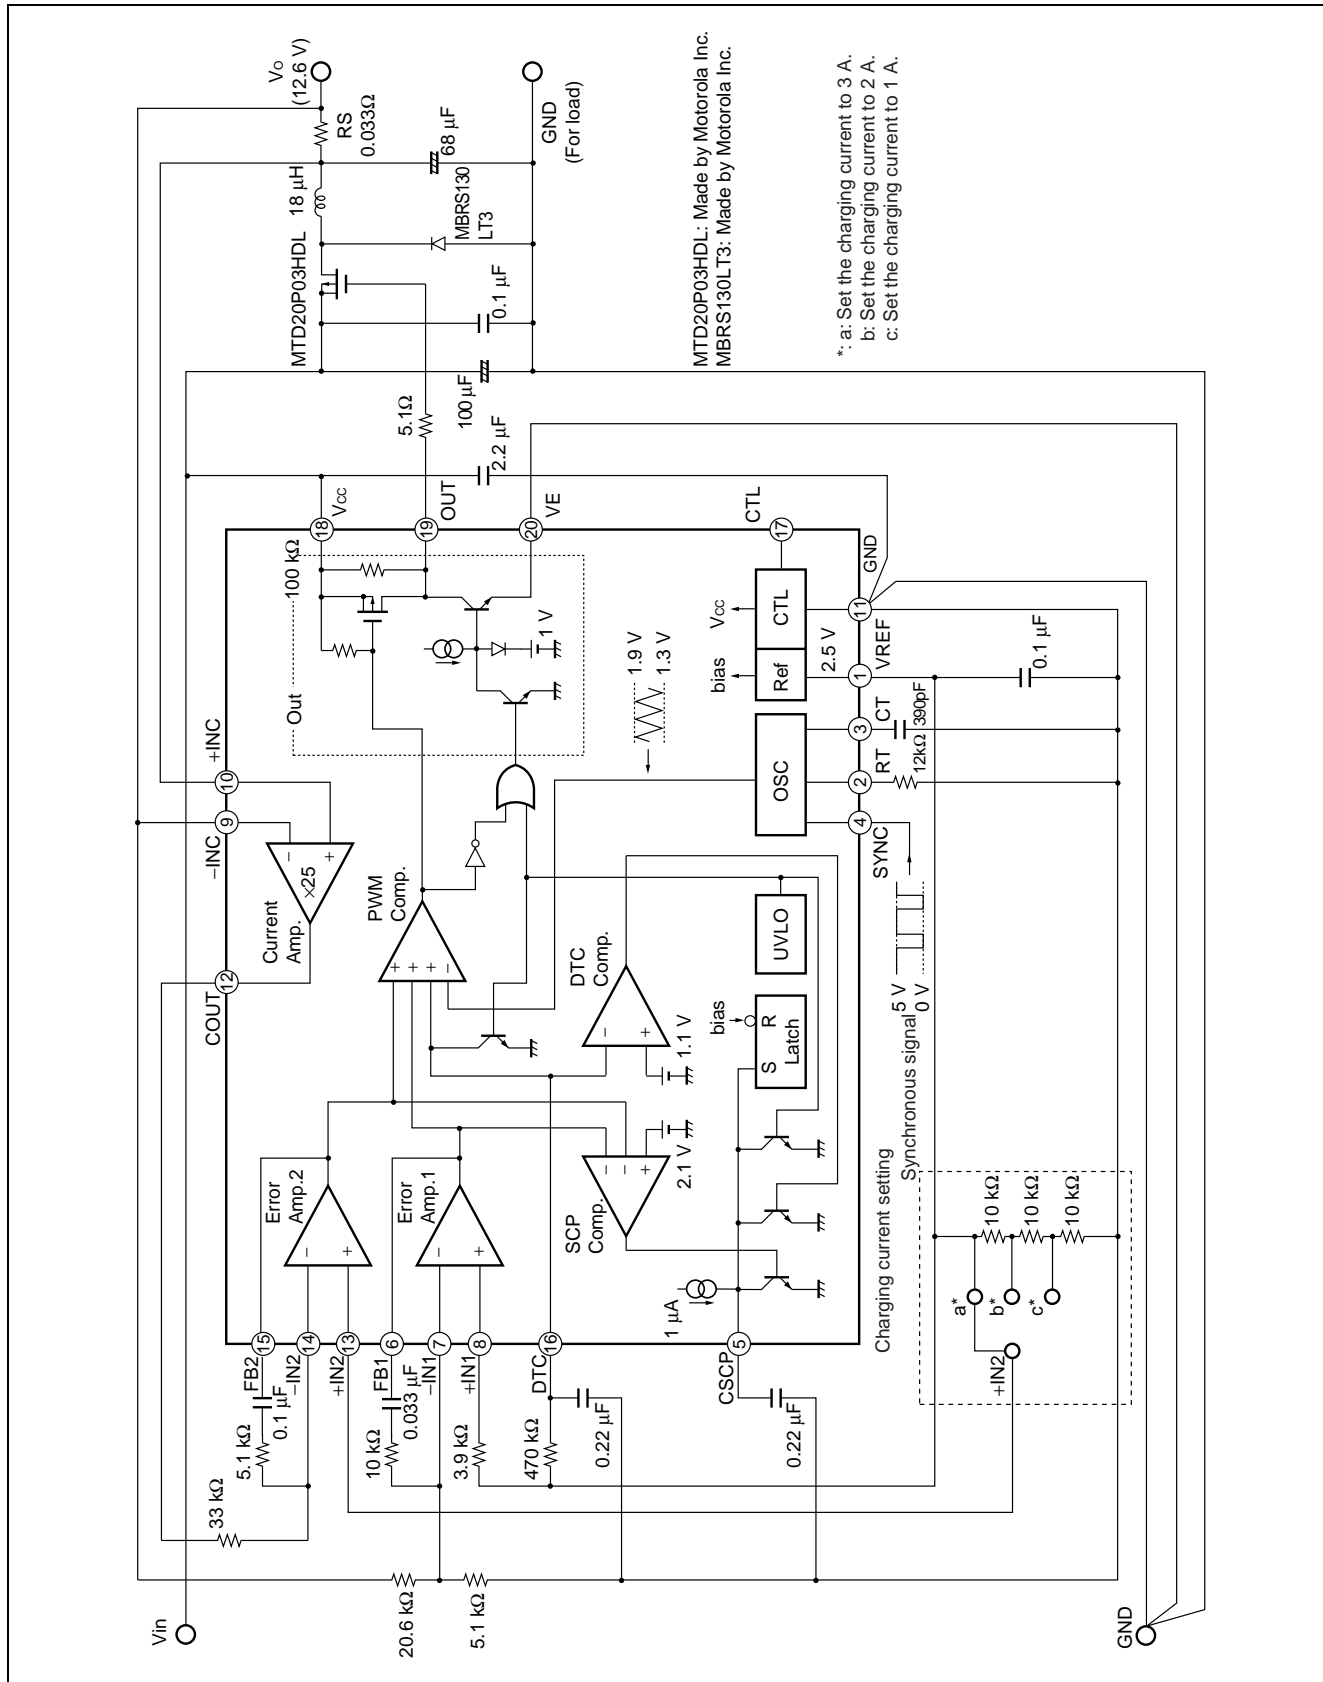 Vin
GND
33 kΩ
5.1 kΩ
0.1 µF
10 kΩ
0.033 µF
3.9 kΩ
470 kΩ
0.22 µF
0.22 µF
20.6 kΩ
5.1 kΩ
FB2
15
−IN2
14
+IN2
13
FB1
6
−IN1
7
+IN1
8
DTC
16
CSCP
5
Error
Amp.2
−
+
Error
Amp.1
−
+
SCP
Comp.
−
−
+
2.1 V
1 µA
COUT
12
Current
Amp.
×25
−
+
−INC
9
+INC
10
PWM
Comp.
+
+
+
−
DTC
Comp.
−
+
1.1 V
bias
S
R
Latch
UVLO
OSC
1.9 V
1.3 V
bias
Ref
Vcc
CTL
2.5 V
Out
100 kΩ
1 V
18
Vcc
19
OUT
20
VE
17
CTL
11
GND
1
VREF
3
CT
2
RT
4
SYNC
390pF
12kΩ
0.1 µF
5 V
0 V
Synchronous signal
Charging current setting
+IN2
a*
b*
c*
10 kΩ
10 kΩ
10 kΩ
5.1Ω
2.2 µF
100 µF
0.1 µF
MTD20P03HDL
MBRS130
LT3
18 µH
68 µF
RS
0.033Ω
Vo
(12.6 V)
GND
(For load)
MTD20P03HDL: Made by Motorola Inc.
MBRS130LT3: Made by Motorola Inc.
*: a: Set the charging current to 3 A.
b: Set the charging current to 2 A.
c: Set the charging current to 1 A.